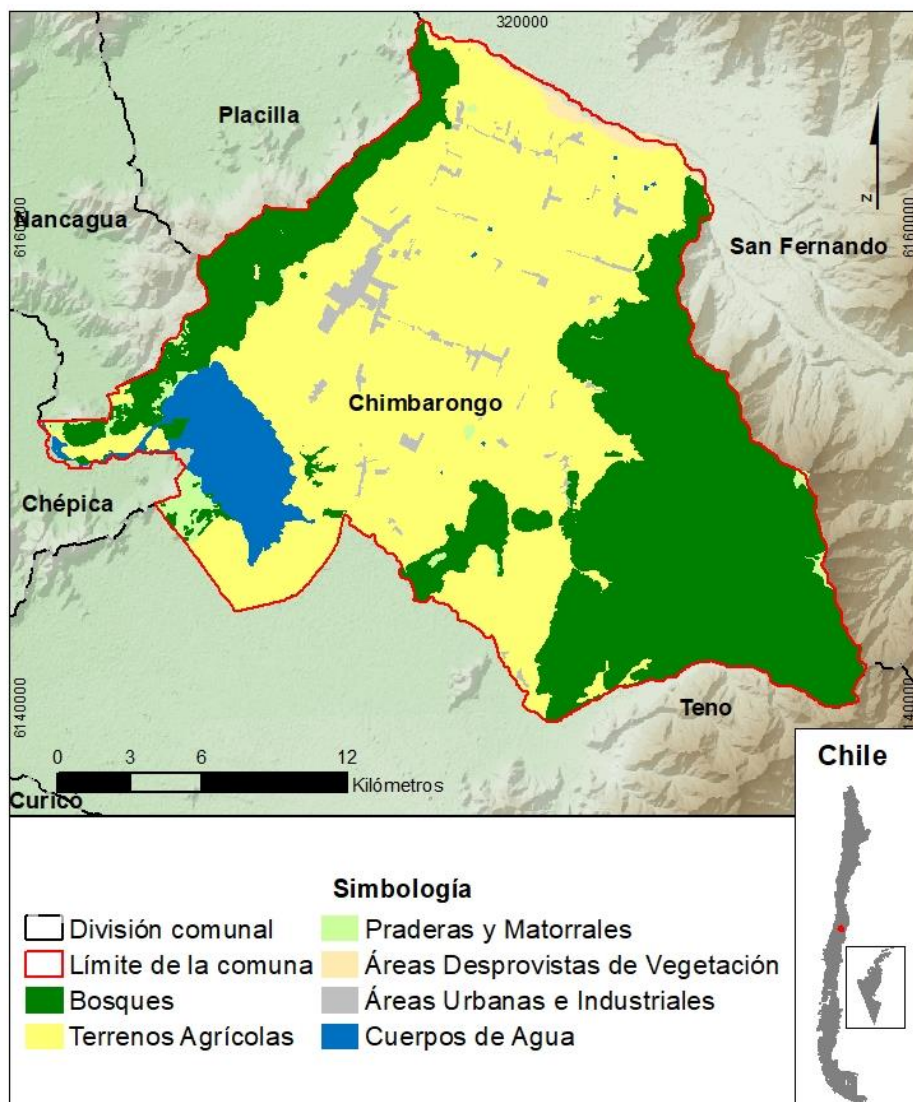 320000
Placilla
N
Nancagua
6160000
6160000
San Fernando
Chimbarongo
Chépica
6140000
6140000
Teno
0 3 6 12
Kilómetros
Curicó
Chile
Simbología
División comunal
Límite de la comuna
Bosques
Terrenos Agrícolas
Praderas y Matorrales
Áreas Desprovistas de Vegetación
Áreas Urbanas e Industriales
Cuerpos de Agua